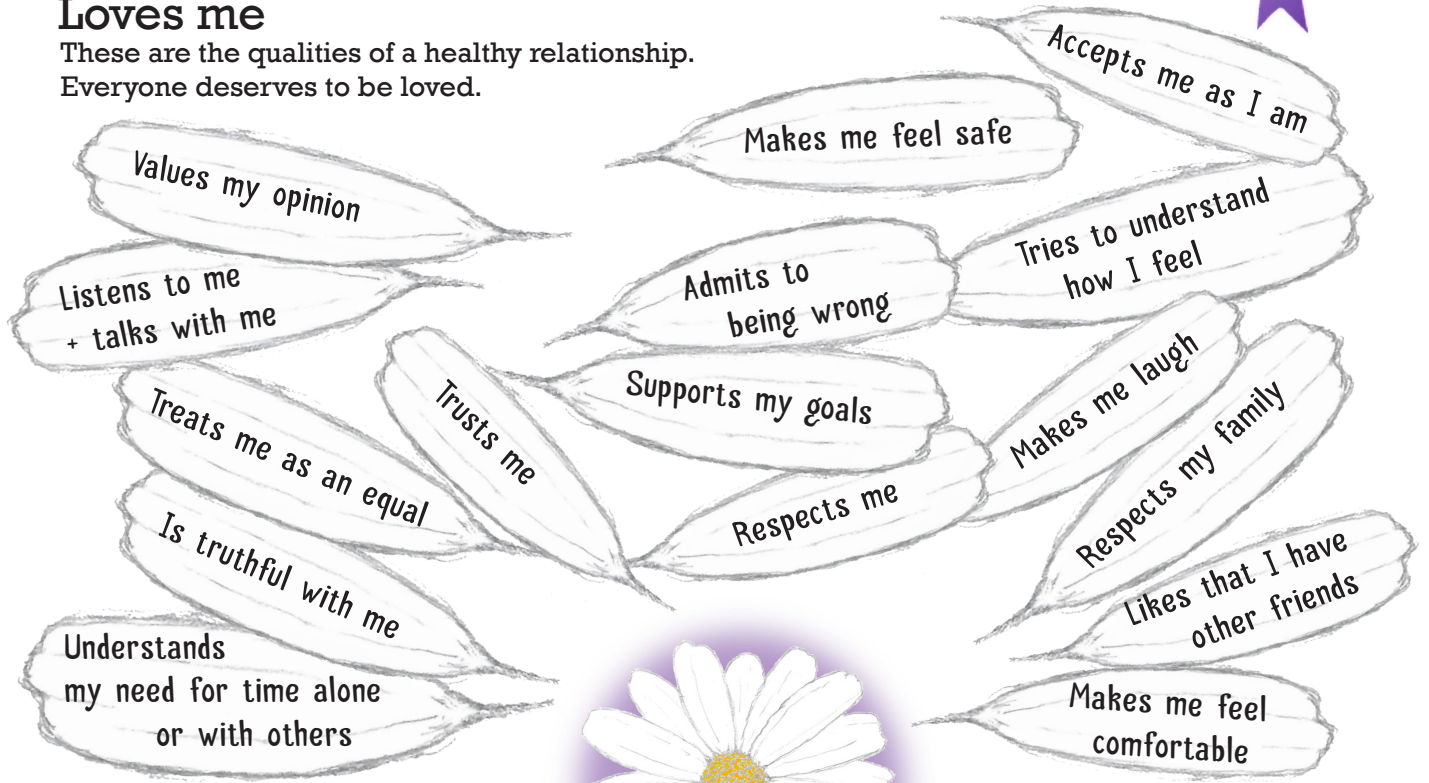 Loves me
These are the qualities of a healthy relationship.
Everyone deserves to be loved.
Accepts me as I am
Makes me feel safe
Values my opinion
Tries to understand
how I feel
Listens to me
+ talks with me
Admits to
being wrong
Makes me laugh
Trusts me
Supports my goals
Treats me as an equal
Respects me
Respects my family
Is truthful with me
Likes that I have
other friends
Understands
my need for time alone
or with others
Makes me feel
comfortable